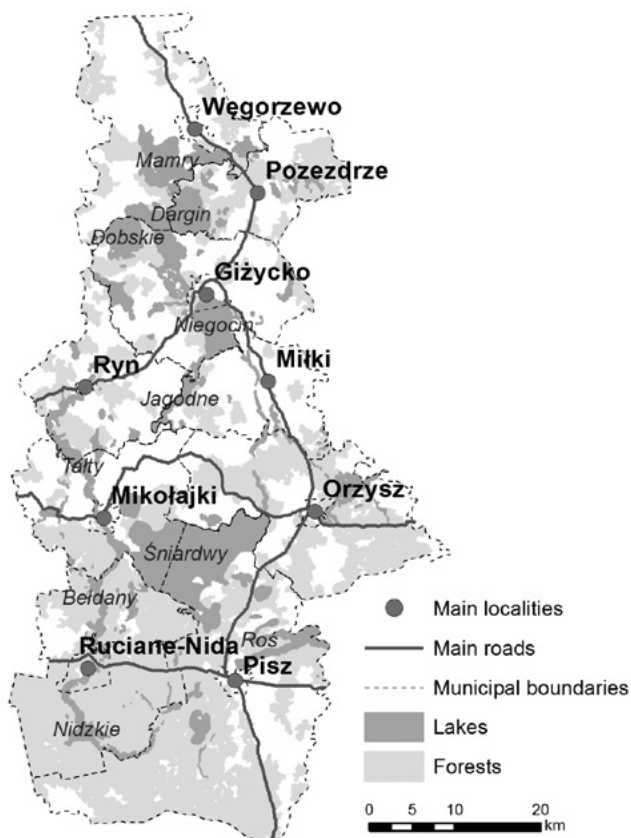 Węgorzewo
Mamry
Pozezdrze
Dargin
Dobskie
Giżycko
Niegocin
Ryn
Miłki
Jagodne
Tałty
Mikołajki
Orzysz
Śniardwy
Bełdany
Roś
Ruciane-Nida
Pisz
Nidzkie
Main localities
Main roads
Municipal boundaries
Lakes
Forests
0 5 10 20
km